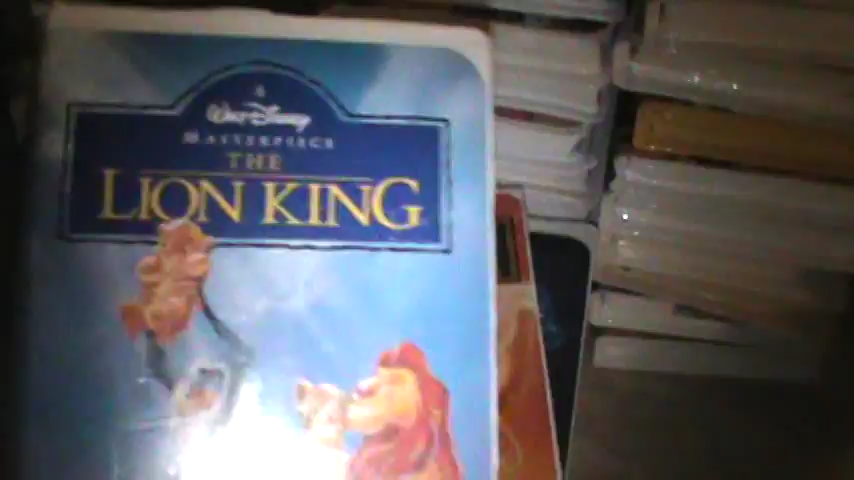 A
WALT DISNEY
MASTERPIECE
THE
LION KING